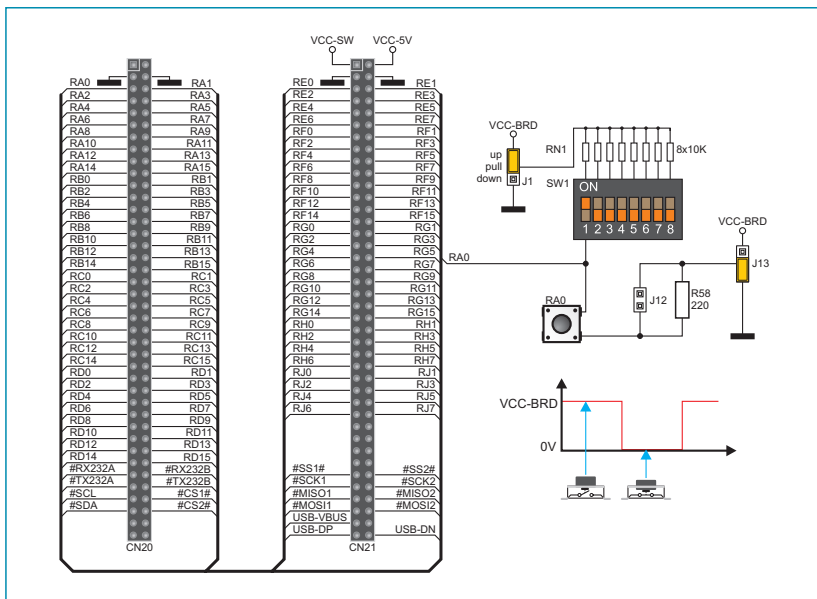 VCC-SW VCC-5V
RA0 RA1 RE0 RE1
RA2 RA3 RE2 RE3
RA4 RA5 RE4 RE5
RA6 RA7 RE6 RE7
RA8 RA9 RF0 RF1
RA10 RA11 RF2 RF3
RA12 RA13 RF4 RF5
RA14 RA15 RF6 RF7
RB0 RB1 RF8 RF9
RB2 RB3 RF10 RF11
RB4 RB5 RF12 RF13
RB6 RB7 RF14 RF15
RB8 RB9 RG0 RG1
RB10 RB11 RG2 RG3
RB12 RB13 RG4 RG5
RB14 RB15 RG6 RG7
RC0 RC1 RG8 RG9
RC2 RC3 RG10 RG11
RC4 RC5 RG12 RG13
RC6 RC7 RG14 RG15
RC8 RC9 RH0 RH1
RC10 RC11 RH2 RH3
RC12 RC13 RH4 RH5
RC14 RC15 RH6 RH7
RD0 RD1 RJ0 RJ1
RD2 RD3 RJ2 RJ3
RD4 RD5 RJ4 RJ5
RD6 RD7 RJ6 RJ7
RD8 RD9
RD10 RD11
RD12 RD13
RD14 RD15
#RX232A #RX232B #SS1# #SS2#
#TX232A #TX232B #SCK1 #SCK2
#SCL #CS1# #MISO1 #MISO2
#SDA #CS2# #MOSI1 #MOSI2
USB-VBUS
USB-DP USB-DN
CN20 CN21
VCC-BRD
up
pull
down
J1
RN1 8x10K
SW1
ON
1 2 3 4 5 6 7 8
RA0
VCC-BRD
J13
RA0
J12
R58
220
VCC-BRD
0V